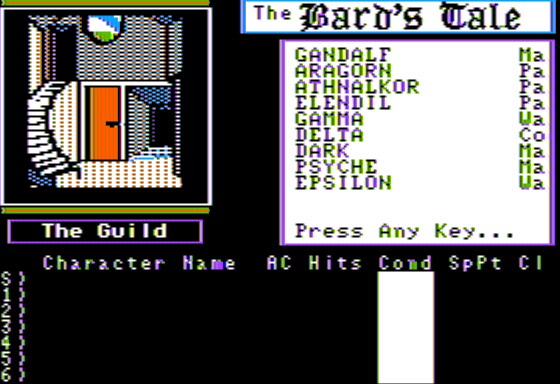 The Bard's Tale
GANDALF Ma
ARAGORN Pa
ATHNALKOR Pa
ELENDIL Pa
GAMMA Wa
DELTA Co
DARK Ma
PSYCHE Ma
EPSILON Wa
Press Any Key...
The Guild
Character Name AC Hits Cond SpPt Cl
S)
1)
2)
3)
4)
5)
6)